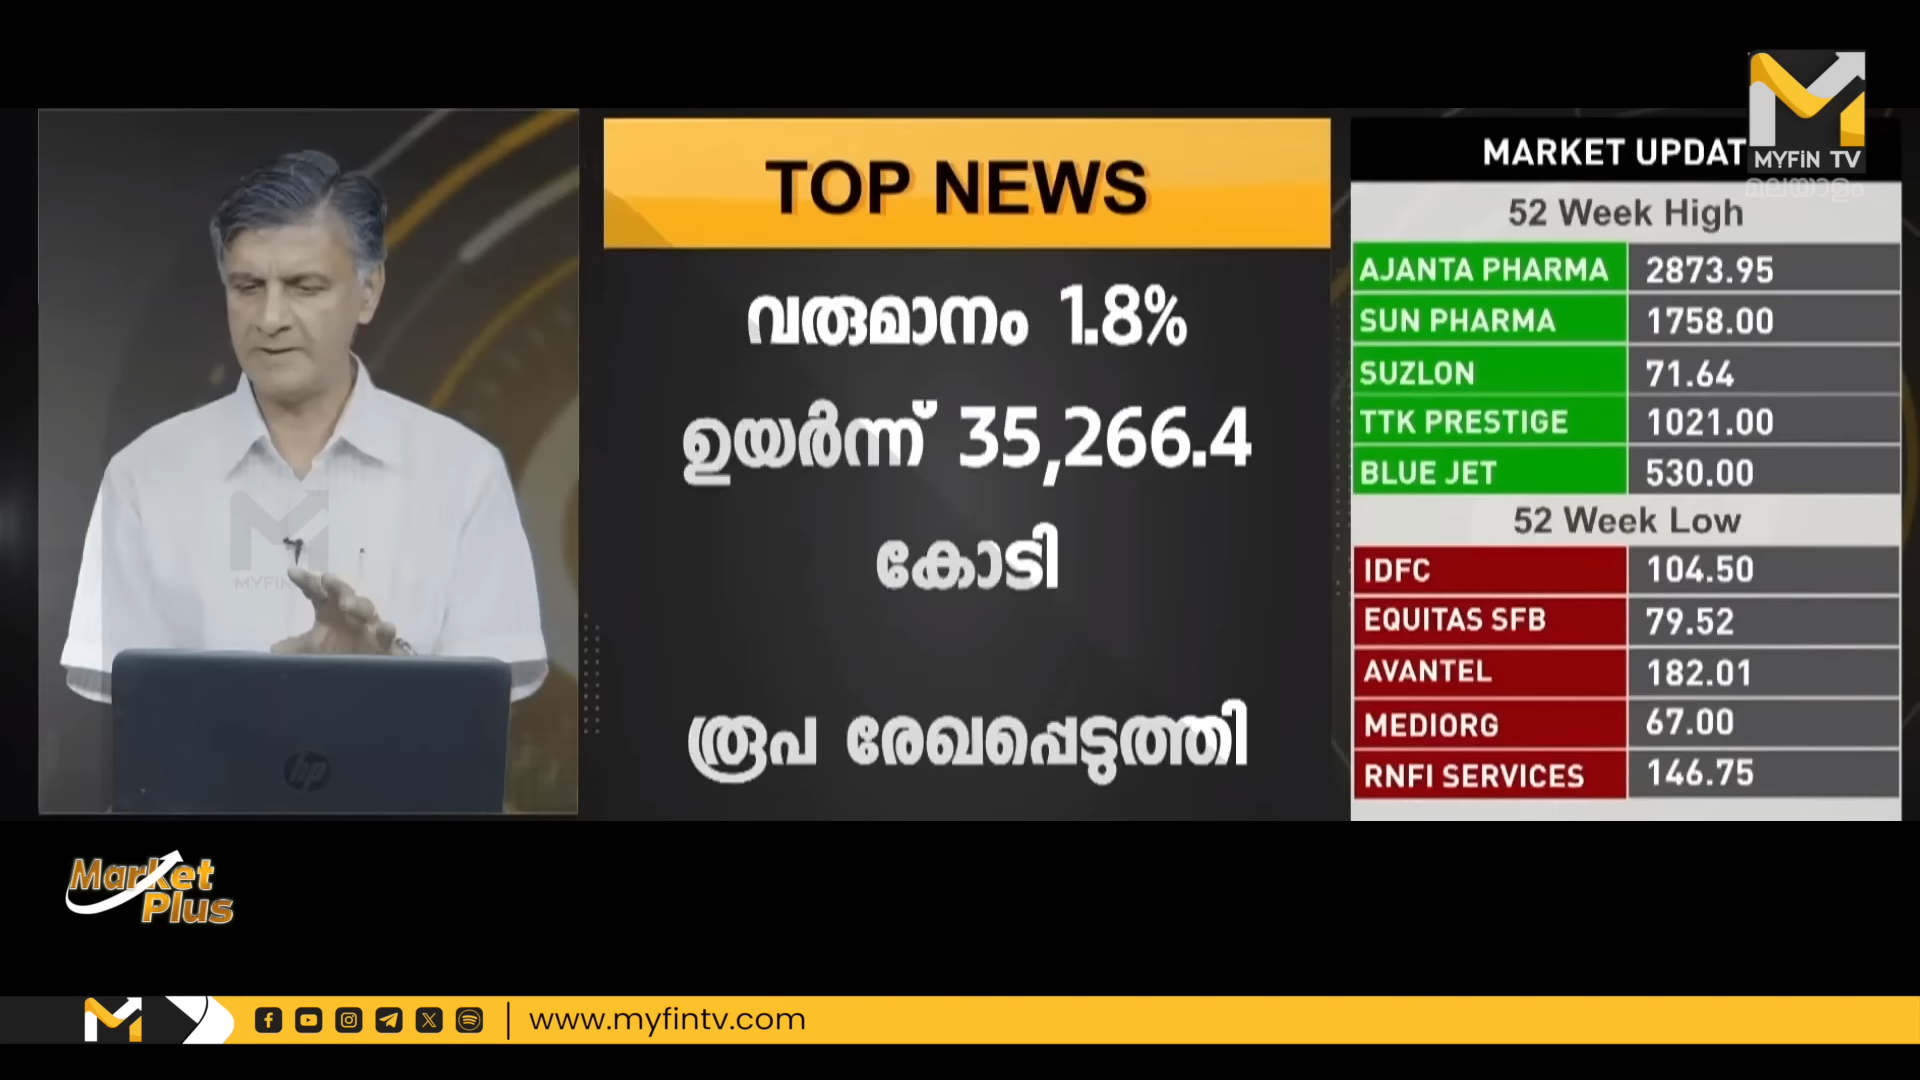 MYFiN TV
മലയാളം
TOP NEWS
വരുമാനം 1.8%
ഉയർന്ന് 35,266.4
കോടി
രൂപ രേഖപ്പെടുത്തി
MARKET UPDAT
52 Week High
AJANTA PHARMA 2873.95
SUN PHARMA 1758.00
SUZLON 71.64
TTK PRESTIGE 1021.00
BLUE JET 530.00
52 Week Low
IDFC 104.50
EQUITAS SFB 79.52
AVANTEL 182.01
MEDIORG 67.00
RNFI SERVICES 146.75
MYFIN
hp
Market
Plus
www.myfintv.com